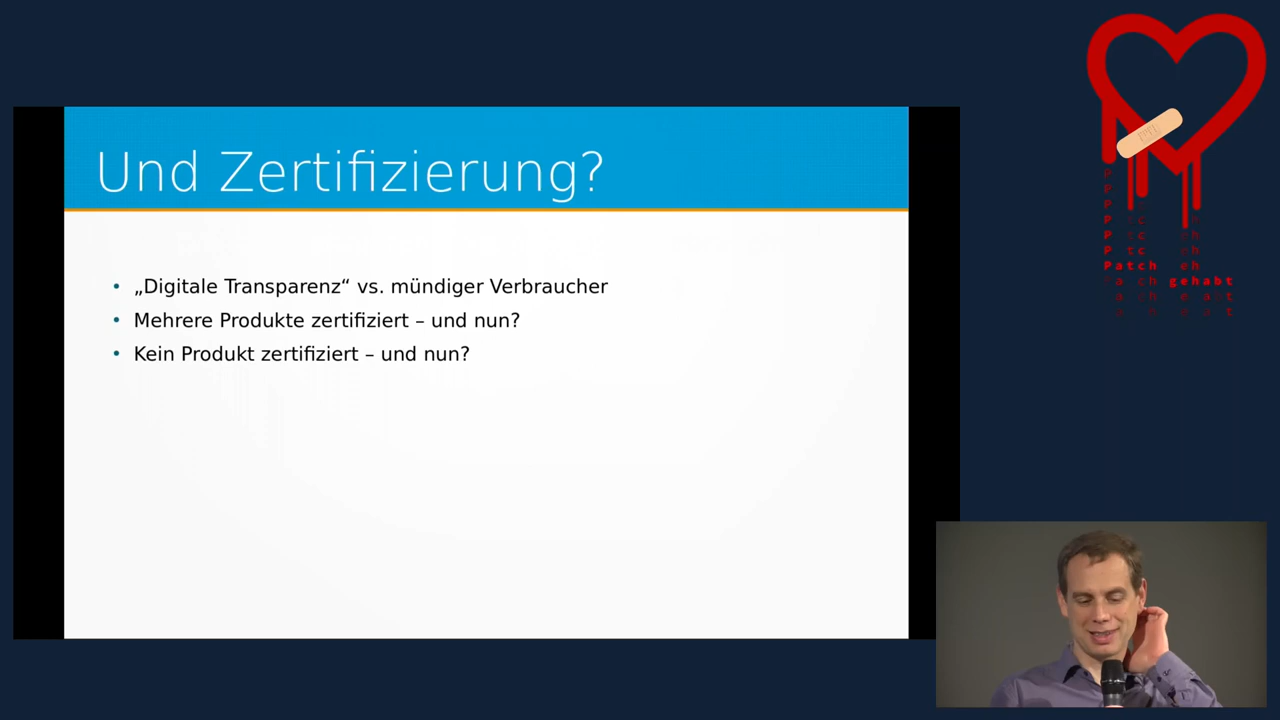 Und Zertifizierung?
• „Digitale Transparenz“ vs. mündiger Verbraucher
• Mehrere Produkte zertifiziert – und nun?
• Kein Produkt zertifiziert – und nun?
Patch eh
gehabt